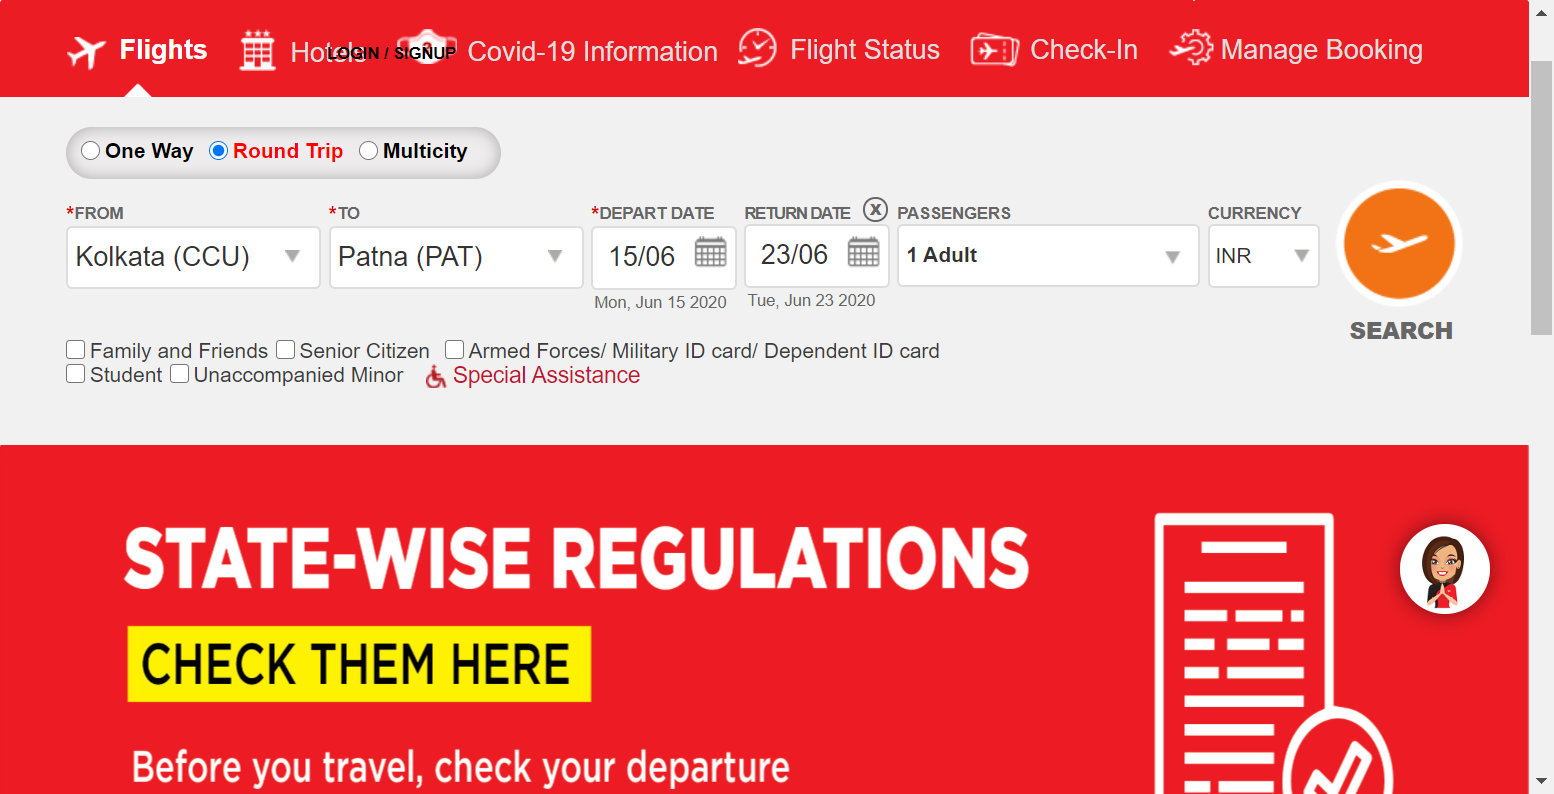 Flights Hotels LOGIN / SIGNUP Covid-19 Information Flight Status Check-In Manage Booking
One Way Round Trip Multicity
*FROM *TO *DEPART DATE RETURN DATE X PASSENGERS CURRENCY
Kolkata (CCU) Patna (PAT) 15/06 23/06 1 Adult INR
Mon, Jun 15 2020 Tue, Jun 23 2020
SEARCH
Family and Friends Senior Citizen Armed Forces/ Military ID card/ Dependent ID card
Student Unaccompanied Minor Special Assistance
STATE-WISE REGULATIONS
CHECK THEM HERE
Before you travel, check your departure